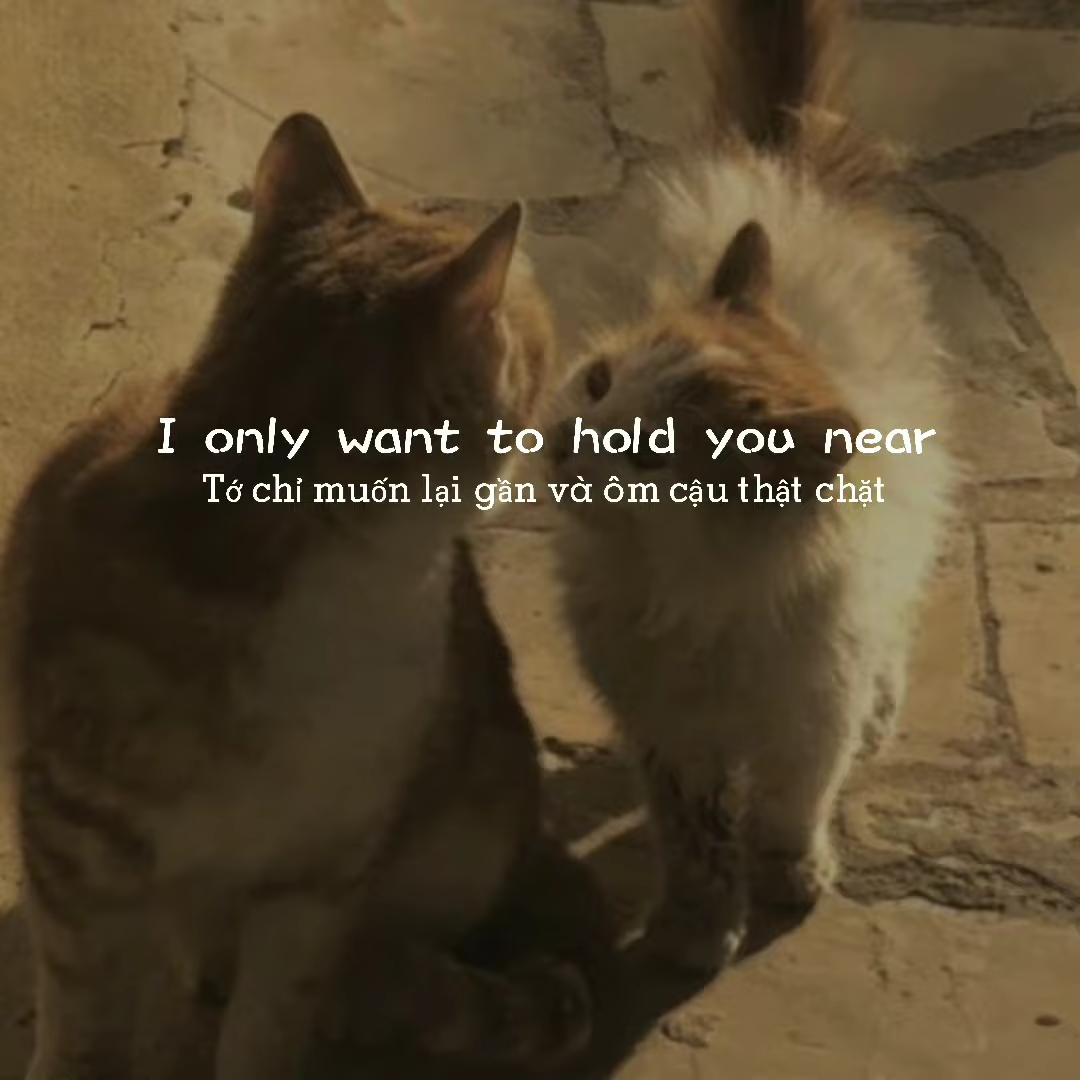 I only want to hold you near
Tớ chỉ muốn lại gần và ôm cậu thật chặt